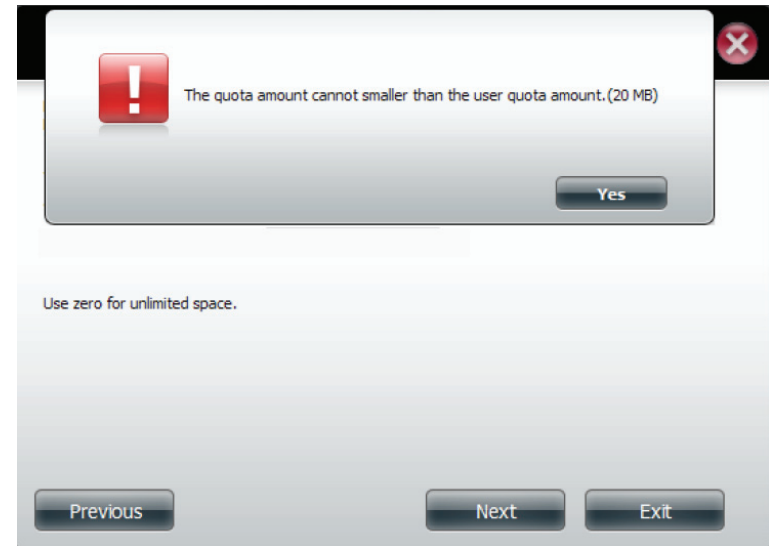 The quota amount cannot smaller than the user quota amount.(20 MB)
Yes
Use zero for unlimited space.
Previous
Next
Exit